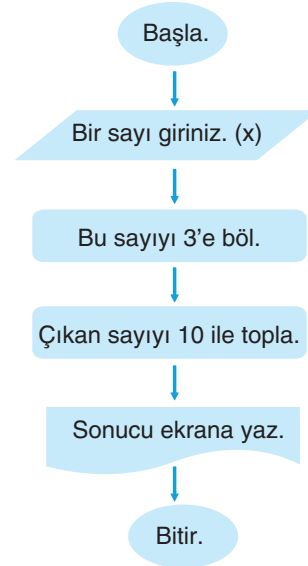 Başla.
Bir sayı giriniz. (x)
Bu sayıyı 3’e böl.
Çıkan sayıyı 10 ile topla.
Sonucu ekrana yaz.
Bitir.